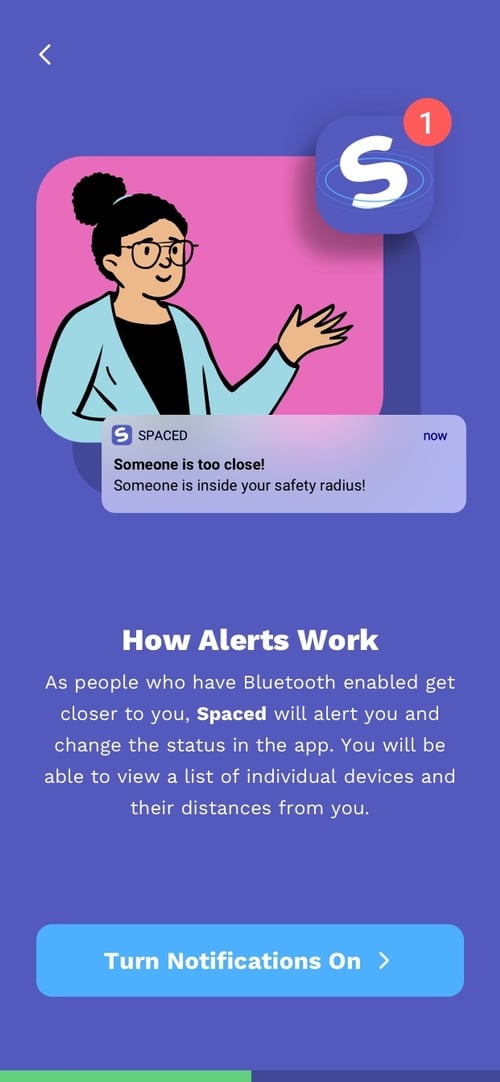 1
S
S SPACED now
Someone is too close!
Someone is inside your safety radius!
How Alerts Work
As people who have Bluetooth enabled get
closer to you, Spaced will alert you and
change the status in the app. You will be
able to view a list of individual devices and
their distances from you.
Turn Notifications On